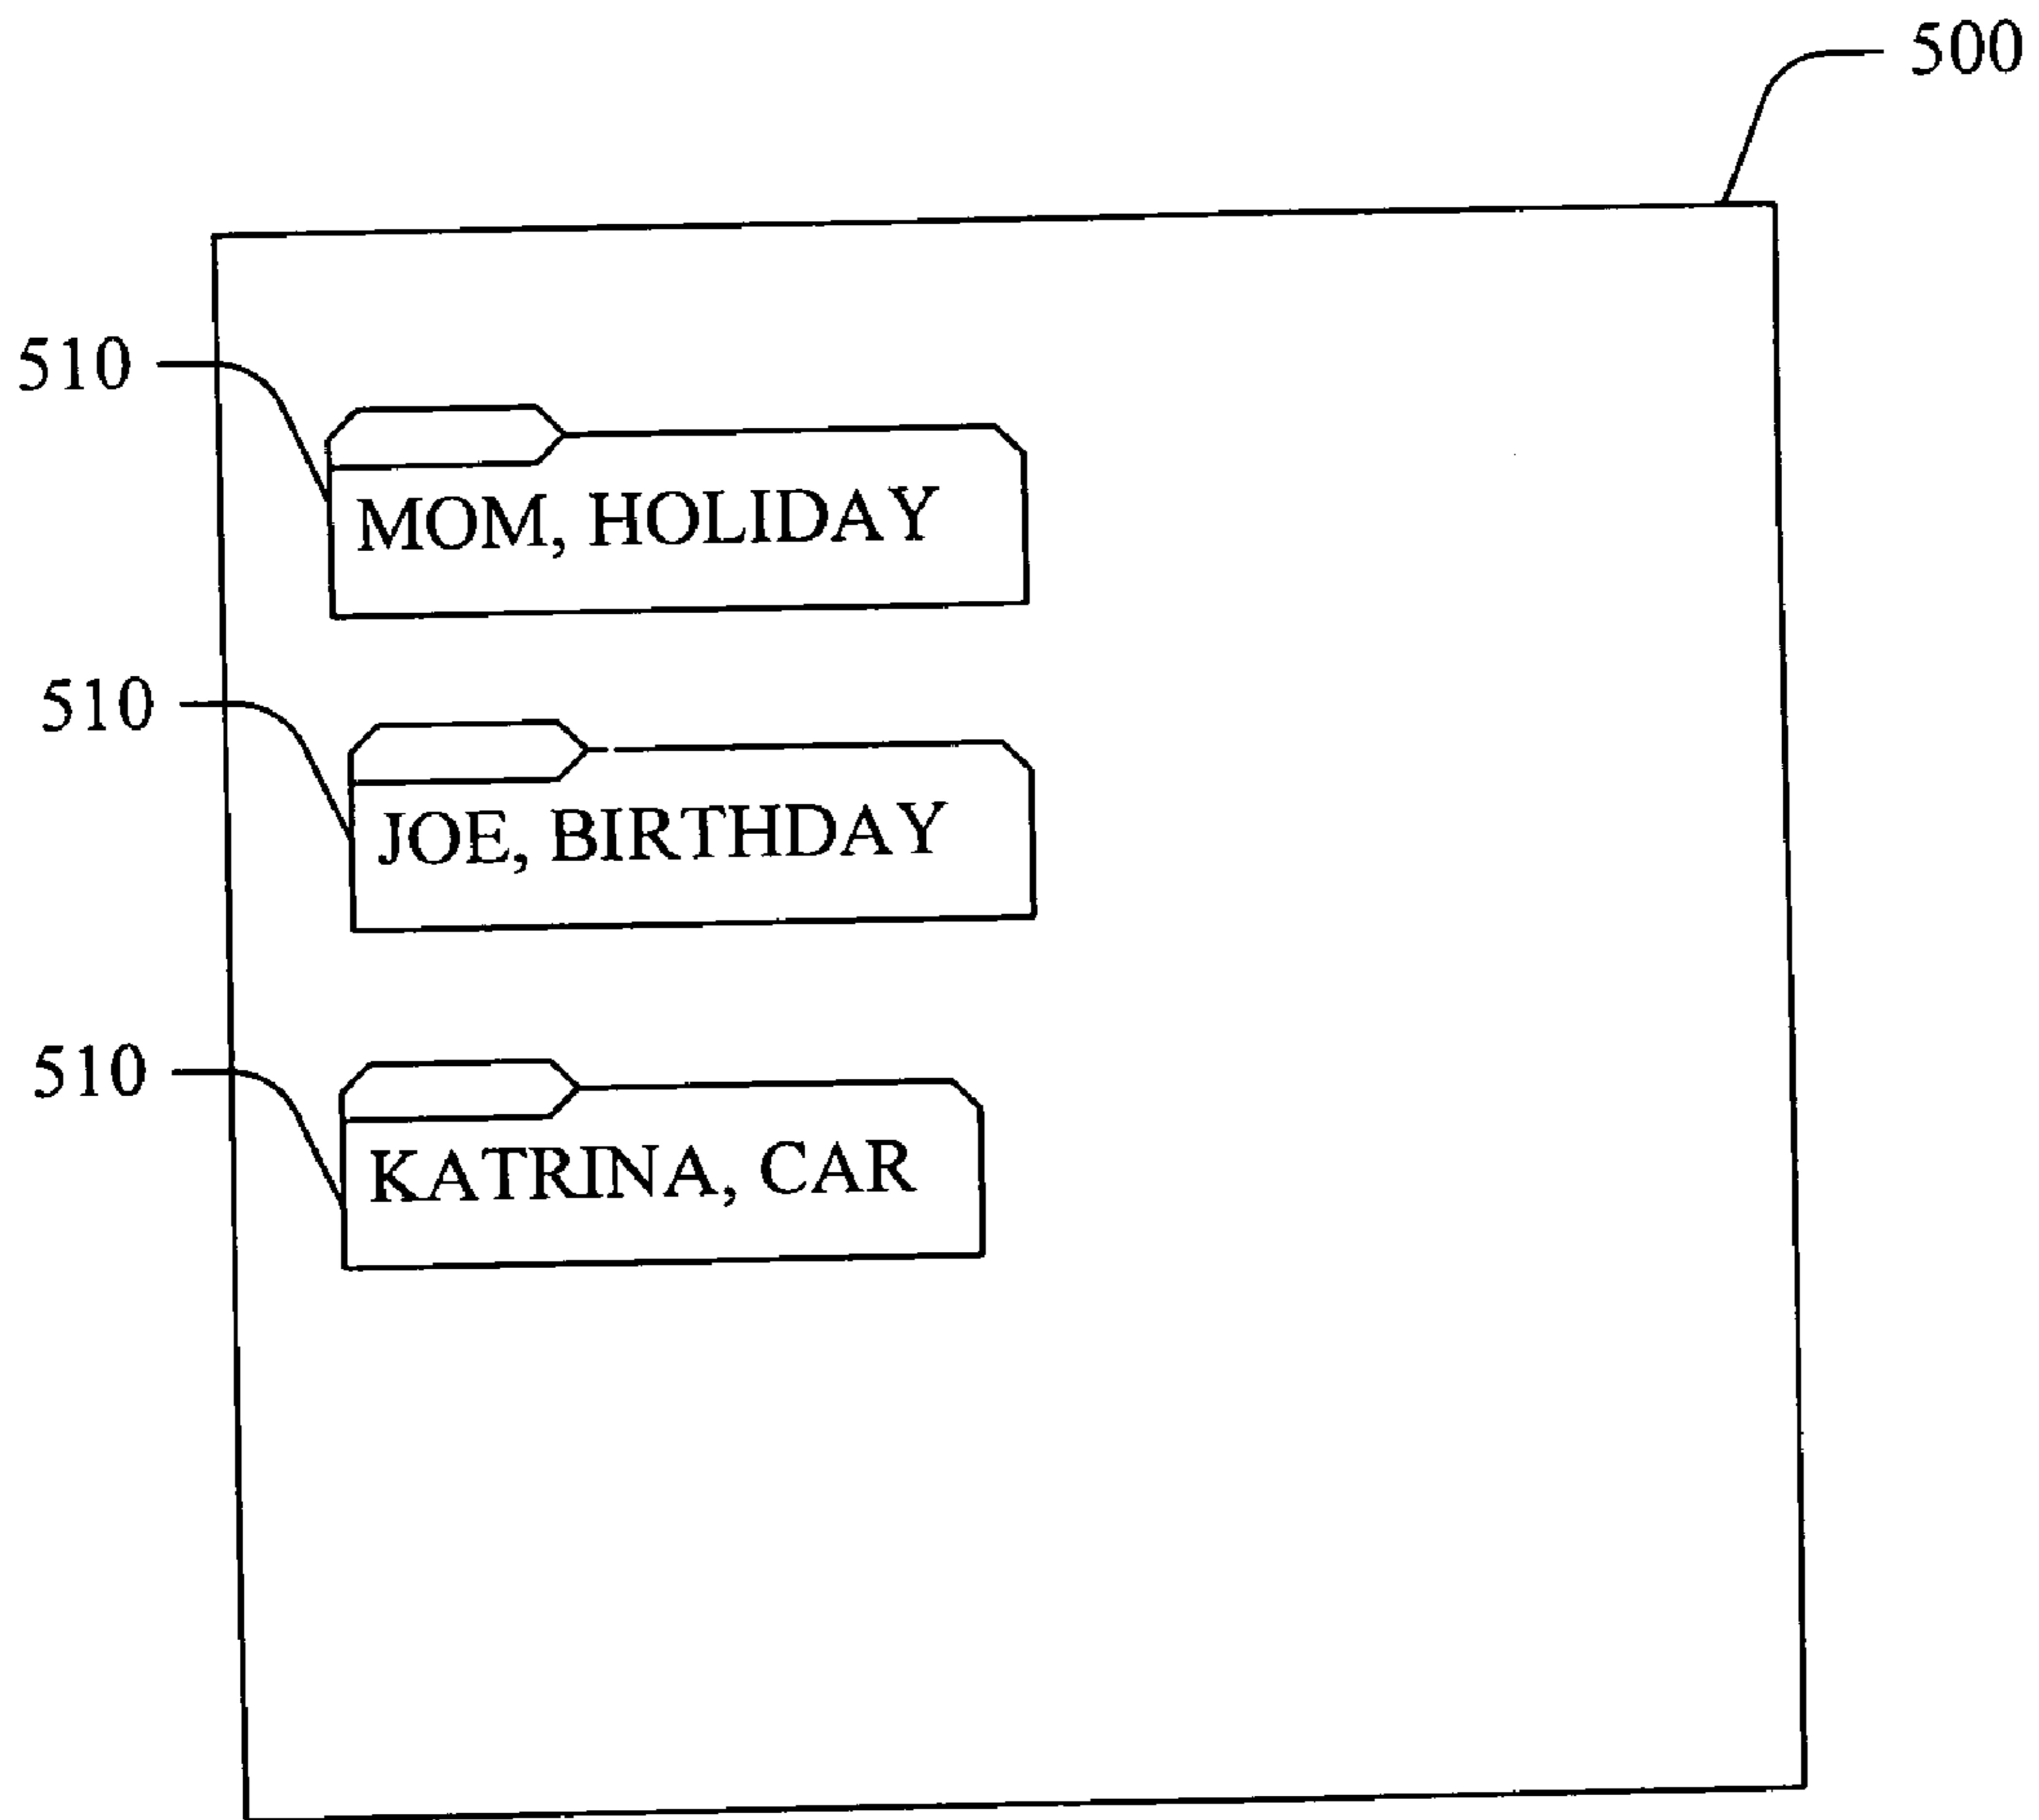 500
510
MOM, HOLIDAY
510
JOE, BIRTHDAY
510
KATRINA, CAR